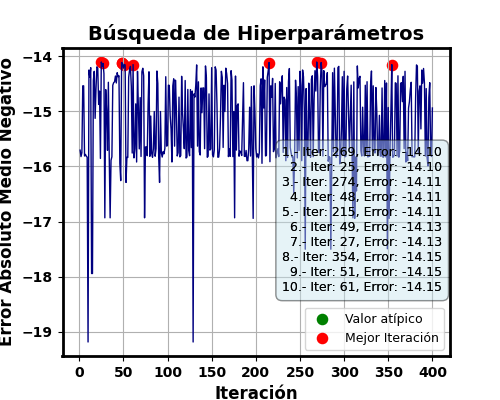 Búsqueda de Hiperparámetros
Error Absoluto Medio Negativo
−14
−15
−16
−17
−18
−19
1.- Iter: 269, Error: -14.10
2.- Iter: 25, Error: -14.10
3.- Iter: 274, Error: -14.11
4.- Iter: 48, Error: -14.11
5.- Iter: 215, Error: -14.11
6.- Iter: 49, Error: -14.13
7.- Iter: 27, Error: -14.13
8.- Iter: 354, Error: -14.15
9.- Iter: 51, Error: -14.15
10.- Iter: 61, Error: -14.15
Valor atípico
Mejor Iteración
0 50 100 150 200 250 300 350 400
Iteración